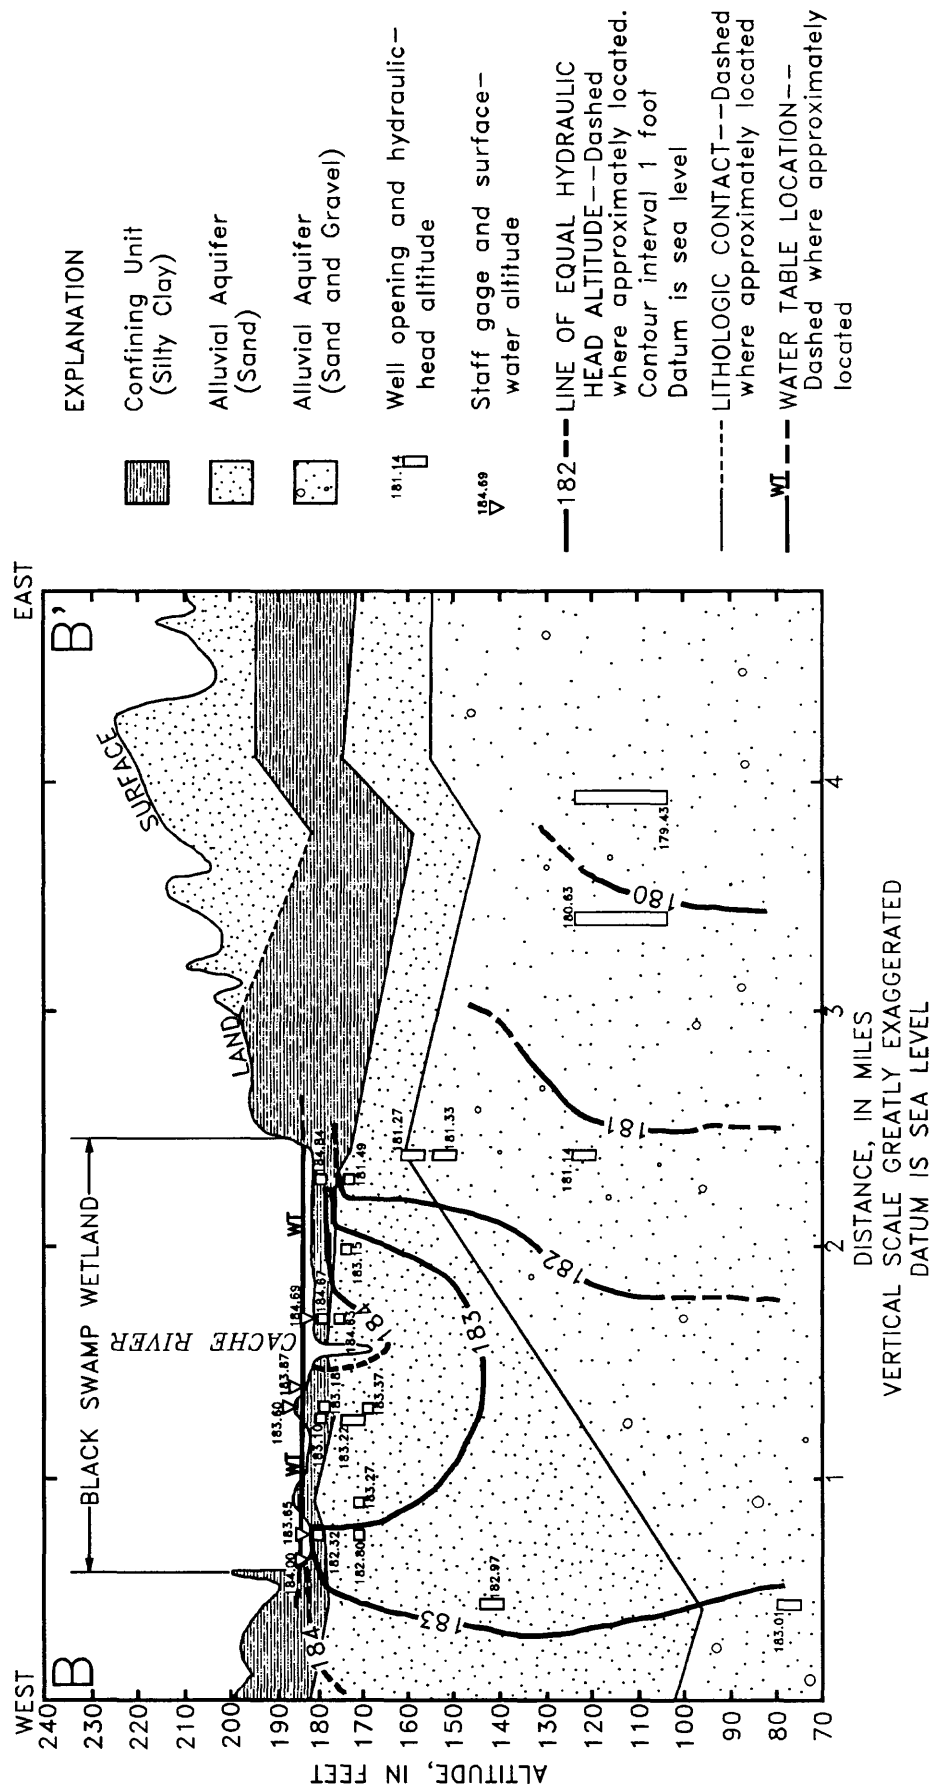 WEST
EAST
B
B'
BLACK SWAMP WETLAND
LAND
SURFACE
CACHE RIVER
WT
WT
240
230
220
210
200
190
180
170
160
150
140
130
120
110
100
90
80
70
ALTITUDE, IN FEET
184.00
183.65
183.60
183.87
184.69
184.67
184.84
182.32
183.10
183.18
184.63
182.80
183.27
183.22
183.37
183.15
181.49
182.97
183.01
181.27
181.33
181.14
180.63
179.43
184
183
183
184
182
181
180
1
2
3
4
DISTANCE, IN MILES
VERTICAL SCALE GREATLY EXAGGERATED
DATUM IS SEA LEVEL
EXPLANATION
Confining Unit
(Silty Clay)
Alluvial Aquifer
(Sand)
Alluvial Aquifer
(Sand and Gravel)
181.14
Well opening and hydraulic-
head altitude
184.69
Staff gage and surface-
water altitude
182
LINE OF EQUAL HYDRAULIC
HEAD ALTITUDE--Dashed
where approximately located.
Contour interval 1 foot
Datum is sea level
LITHOLOGIC CONTACT--Dashed
where approximately located
WT
WATER TABLE LOCATION--
Dashed where approximately
located